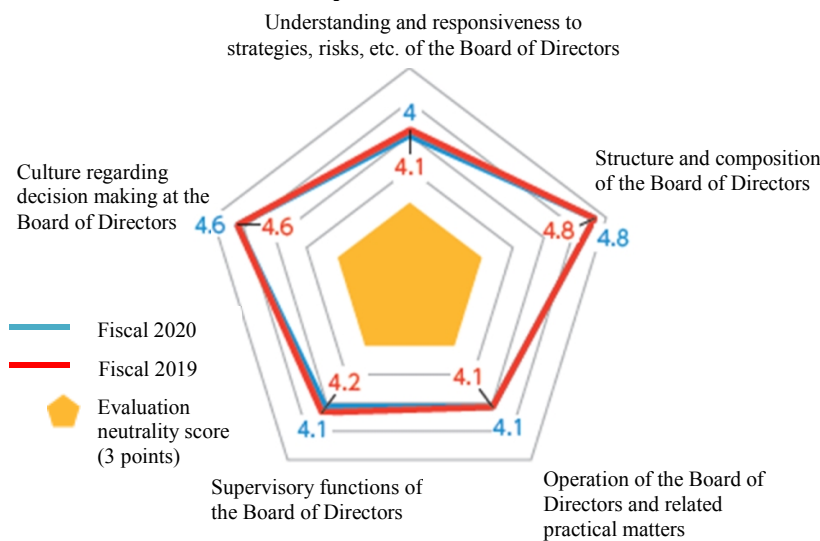 Understanding and responsiveness to
strategies, risks, etc. of the Board of Directors
4
4.1
Structure and composition
of the Board of Directors
4.8
4.8
Culture regarding
decision making at the
Board of Directors
4.6
4.6
Fiscal 2020
Fiscal 2019
Evaluation
neutrality score
(3 points)
4.2
4.1
4.1
4.1
Supervisory functions of
the Board of Directors
Operation of the Board of
Directors and related
practical matters